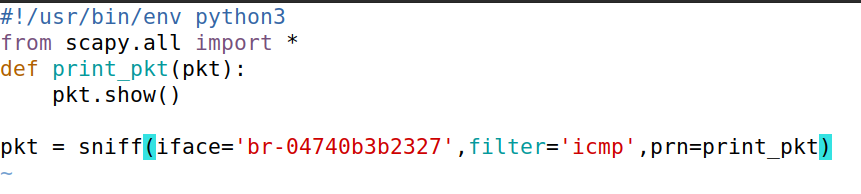 #!/usr/bin/env python3
from scapy.all import *
def print_pkt(pkt):
    pkt.show()

pkt = sniff(iface='br-04740b3b2327',filter='icmp',prn=print_pkt)
~